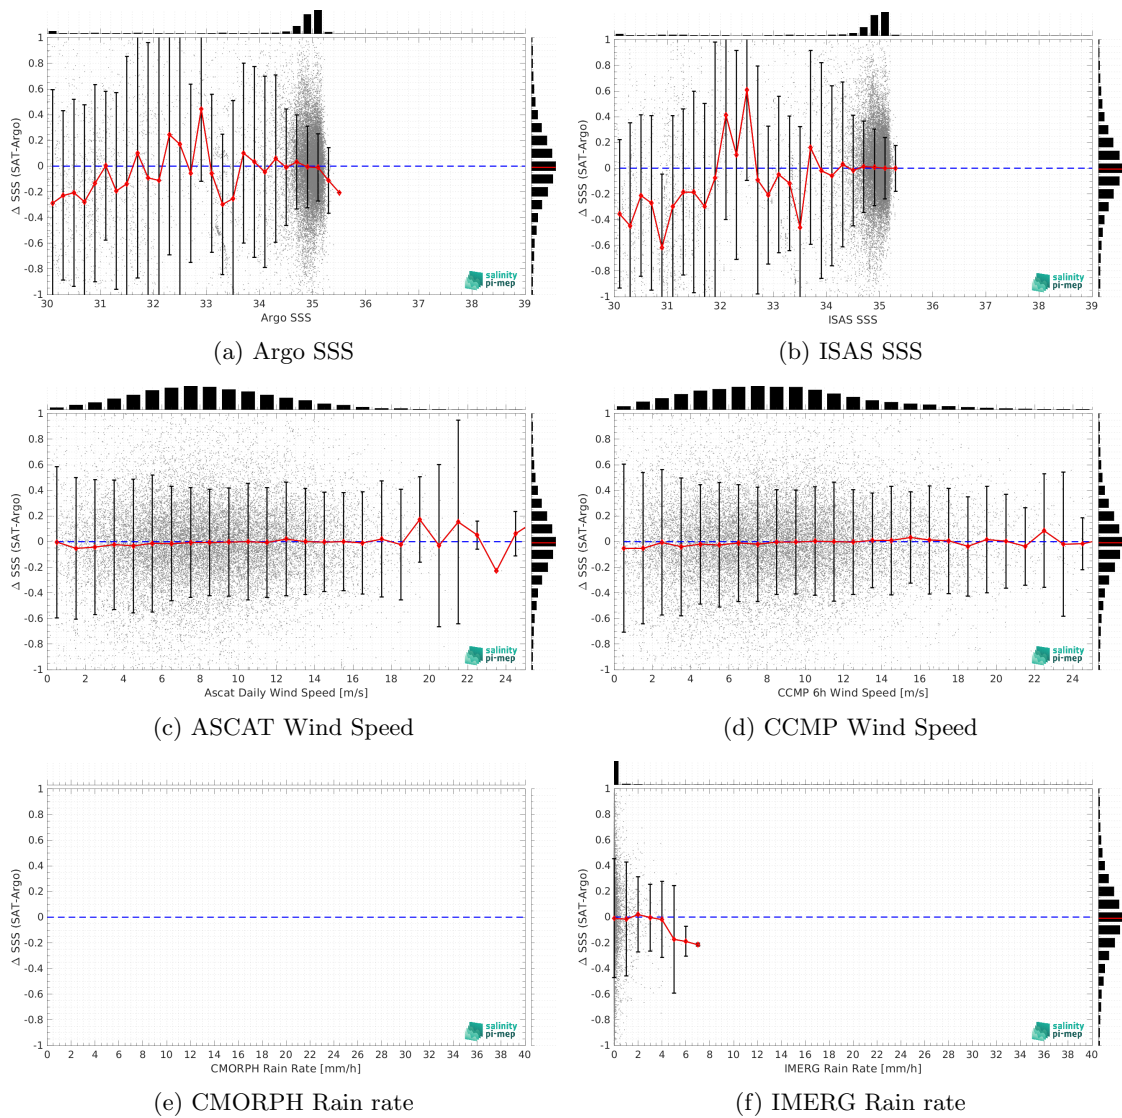 1
0.8
0.6
0.4
0.2
0
-0.2
-0.4
-0.6
-0.8
-1
Δ SSS (SAT-Argo)
30 31 32 33 34 35 36 37 38 39
Argo SSS
salinity
pi-mep
(a) Argo SSS
1
0.8
0.6
0.4
0.2
0
-0.2
-0.4
-0.6
-0.8
-1
Δ SSS (SAT-Argo)
30 31 32 33 34 35 36 37 38 39
ISAS SSS
salinity
pi-mep
(b) ISAS SSS
1
0.8
0.6
0.4
0.2
0
-0.2
-0.4
-0.6
-0.8
-1
Δ SSS (SAT-Argo)
0 2 4 6 8 10 12 14 16 18 20 22 24
Ascat Daily Wind Speed [m/s]
salinity
pi-mep
(c) ASCAT Wind Speed
1
0.8
0.6
0.4
0.2
0
-0.2
-0.4
-0.6
-0.8
-1
Δ SSS (SAT-Argo)
0 2 4 6 8 10 12 14 16 18 20 22 24
CCMP 6h Wind Speed [m/s]
salinity
pi-mep
(d) CCMP Wind Speed
1
0.8
0.6
0.4
0.2
0
-0.2
-0.4
-0.6
-0.8
-1
Δ SSS (SAT-Argo)
0 2 4 6 8 10 12 14 16 18 20 22 24 26 28 30 32 34 36 38 40
CMORPH Rain Rate [mm/h]
salinity
pi-mep
(e) CMORPH Rain rate
1
0.8
0.6
0.4
0.2
0
-0.2
-0.4
-0.6
-0.8
-1
Δ SSS (SAT-Argo)
0 2 4 6 8 10 12 14 16 18 20 22 24 26 28 30 32 34 36 38 40
IMERG Rain Rate [mm/h]
salinity
pi-mep
(f) IMERG Rain rate